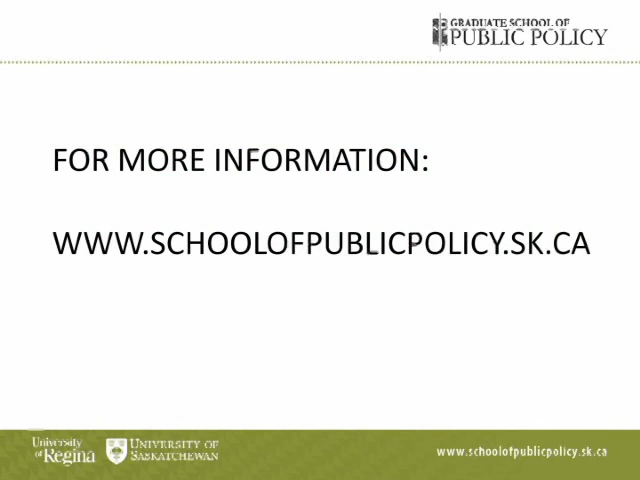 GRADUATE SCHOOL OF
PUBLIC POLICY
FOR MORE INFORMATION:
WWW.SCHOOLOFPUBLICPOLICY.SK.CA
University
of Regina
UNIVERSITY OF
SASKATCHEWAN
www.schoolofpublicpolicy.sk.ca